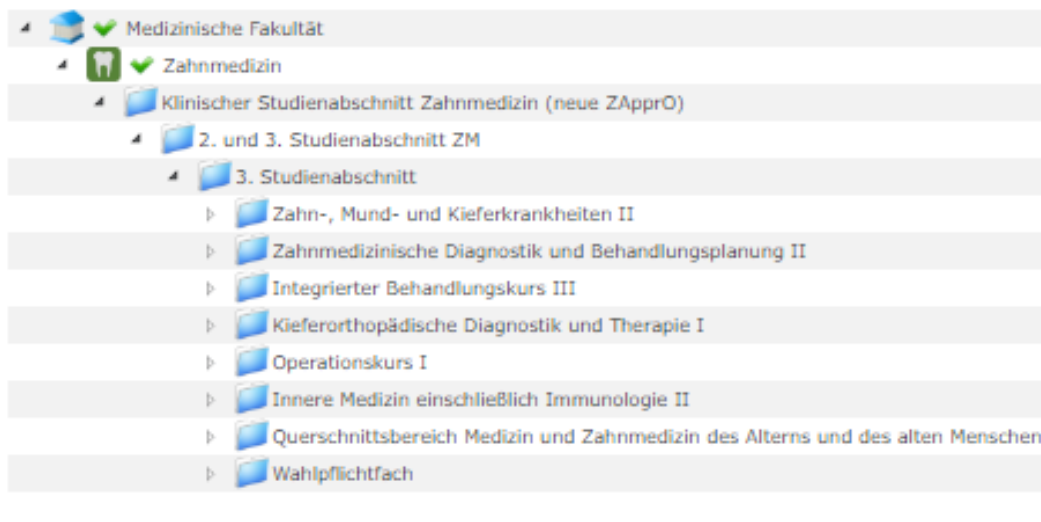 Medizinische Fakultät
Zahnmedizin
Klinischer Studienabschnitt Zahnmedizin (neue ZApprO)
2. und 3. Studienabschnitt ZM
3. Studienabschnitt
Zahn-, Mund- und Kieferkrankheiten II
Zahnmedizinische Diagnostik und Behandlungsplanung II
Integrierter Behandlungskurs III
Kieferorthopädische Diagnostik und Therapie I
Operationskurs I
Innere Medizin einschließlich Immunologie II
Querschnittsbereich Medizin und Zahnmedizin des Alterns und des alten Menschen
Wahlpflichtfach